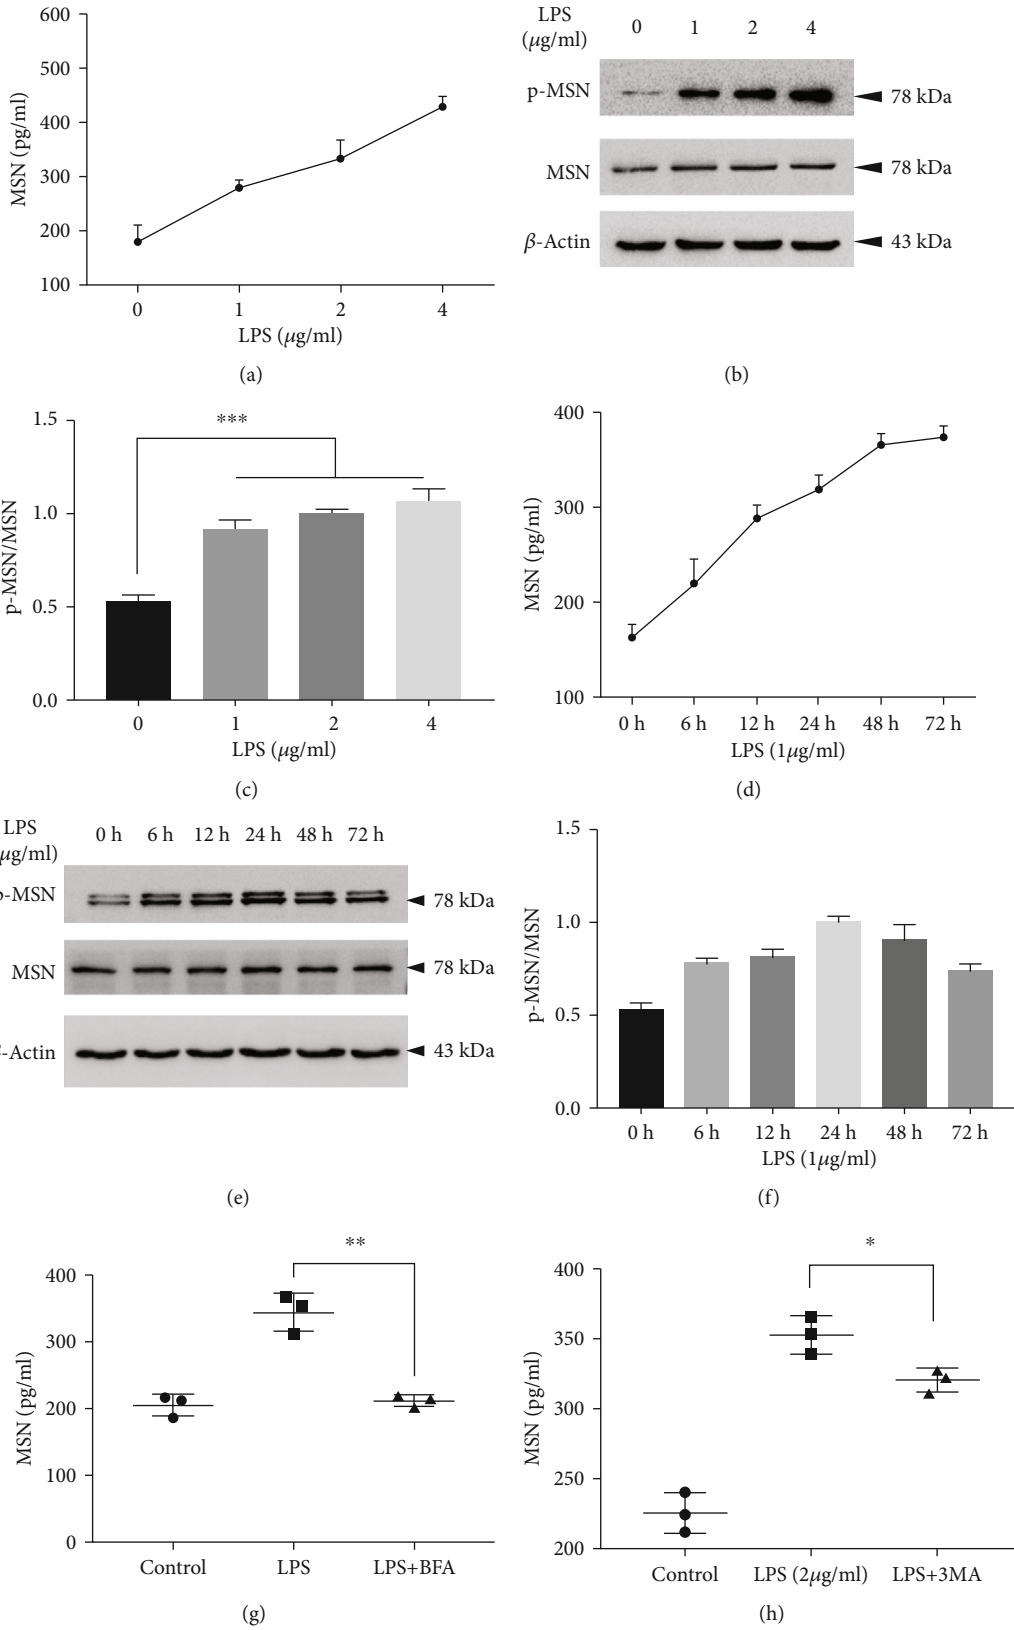 600
500
400
300
200
100
MSN (pg/ml)
0 1 2 4
LPS (μg/ml)
(a)
LPS
(μg/ml)
0 1 2 4
p-MSN 78 kDa
MSN 78 kDa
β-Actin 43 kDa
(b)
1.5
1.0
0.5
0.0
p-MSN/MSN
***
0 1 2 4
LPS (μg/ml)
(c)
400
300
200
100
MSN (pg/ml)
0 h 6 h 12 h 24 h 48 h 72 h
LPS (1μg/ml)
(d)
LPS
μg/ml)
0 h 6 h 12 h 24 h 48 h 72 h
p-MSN 78 kDa
MSN 78 kDa
-Actin 43 kDa
(e)
1.5
1.0
0.5
0.0
p-MSN/MSN
0 h 6 h 12 h 24 h 48 h 72 h
LPS (1μg/ml)
(f)
400
300
200
100
0
MSN (pg/ml)
**
Control LPS LPS+BFA
(g)
400
350
300
250
200
MSN (pg/ml)
*
Control LPS (2μg/ml) LPS+3MA
(h)